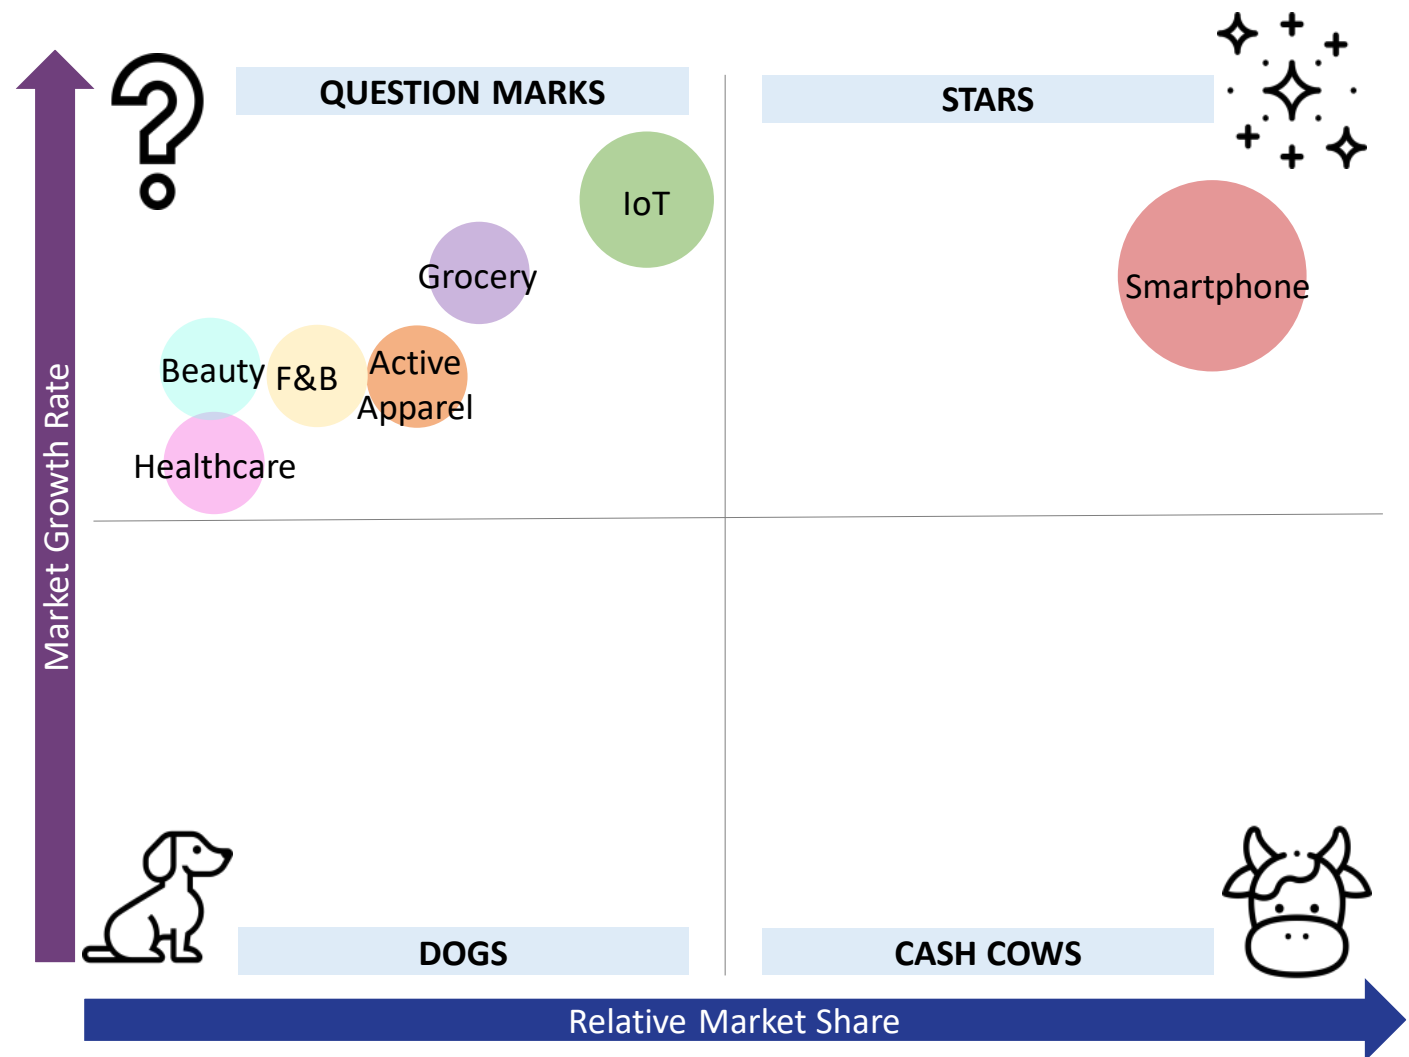 QUESTION MARKS
STARS
IoT
Grocery
Smartphone
Beauty
F&B
Active
Apparel
Healthcare
Market Growth Rate
DOGS
CASH COWS
Relative Market Share